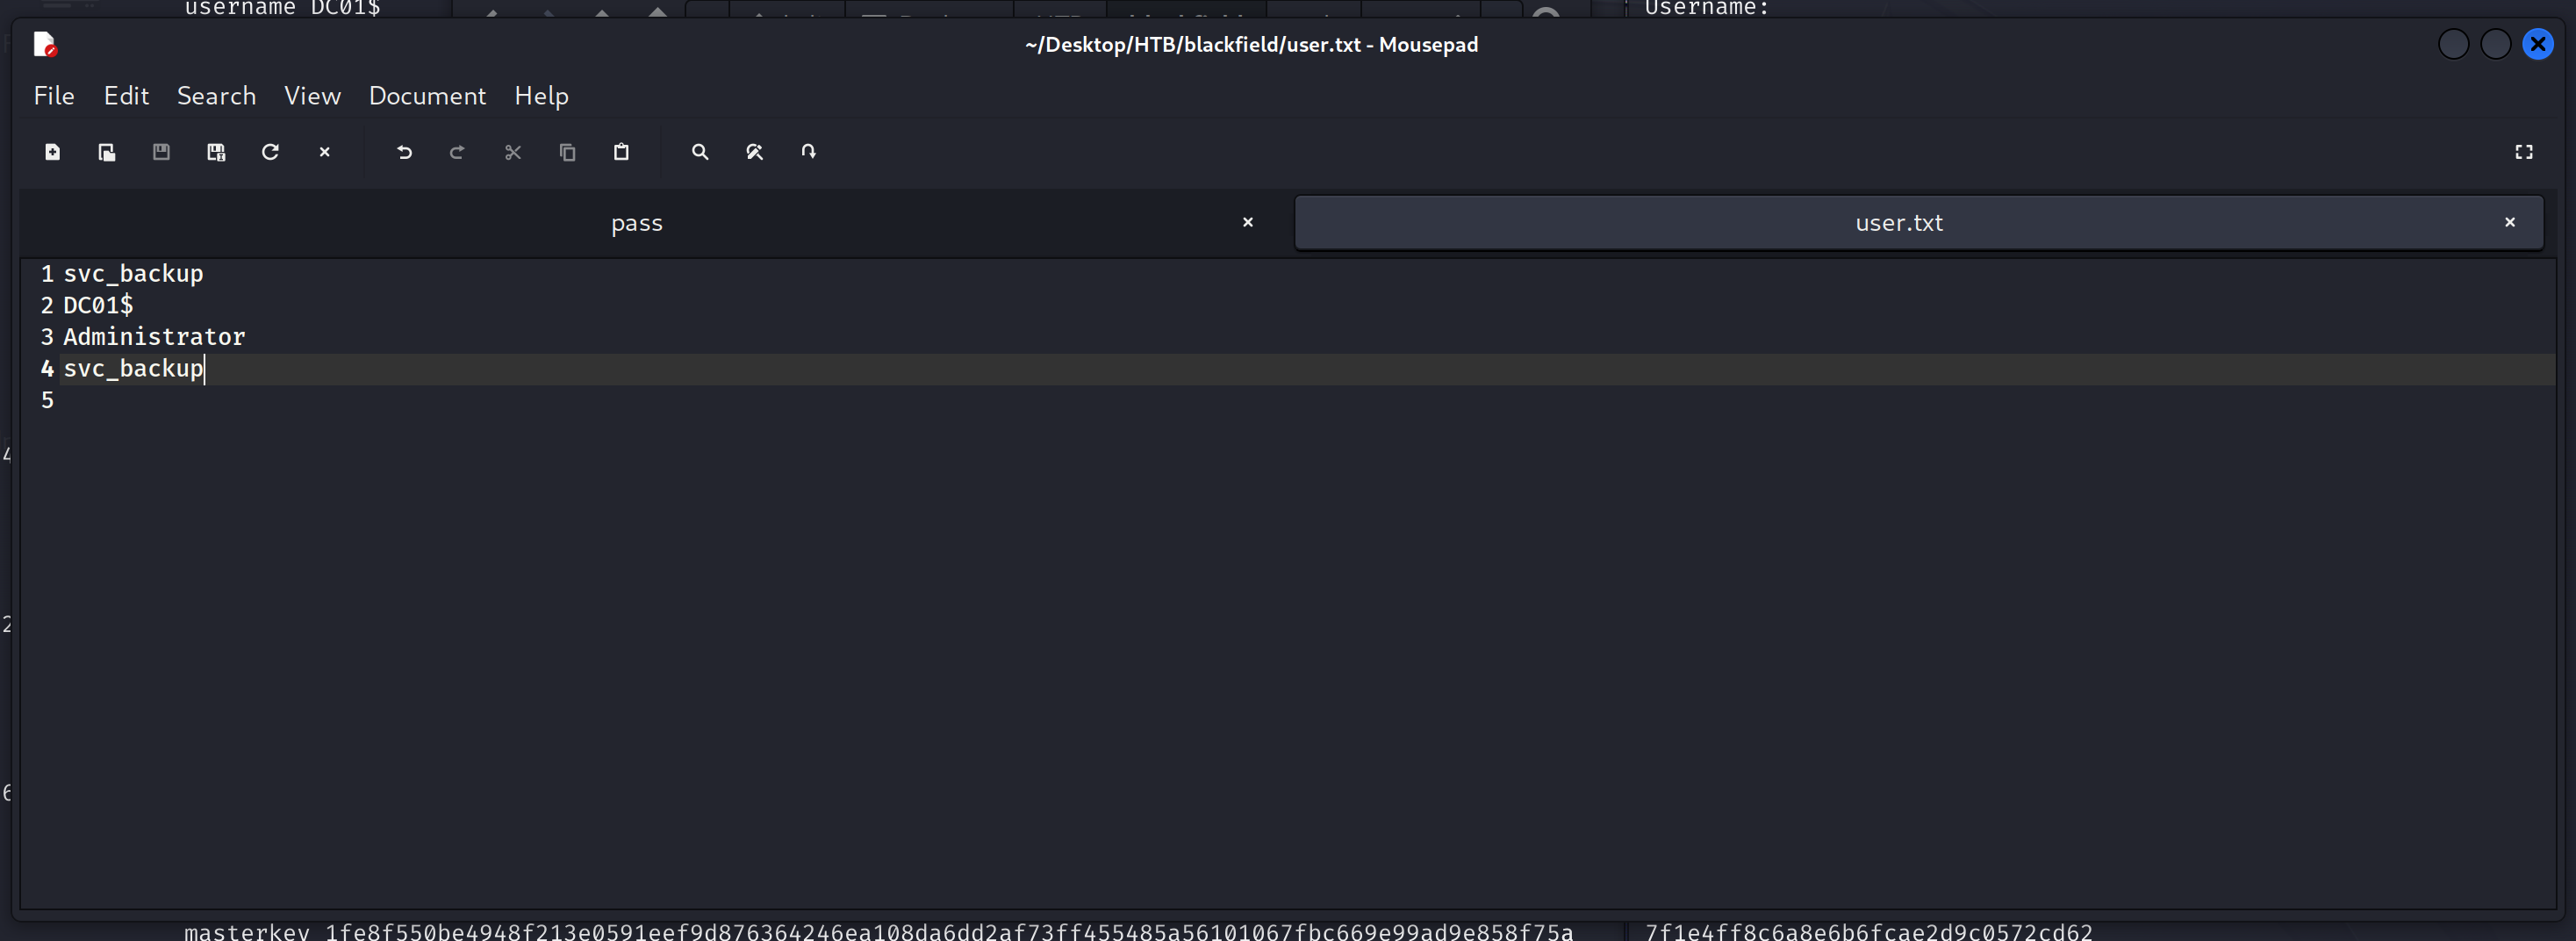 username DC01$
Username:
~/Desktop/HTB/blackfield/user.txt - Mousepad
File Edit Search View Document Help
pass
user.txt
1 svc_backup
2 DC01$
3 Administrator
4 svc_backup
5
masterkey 1fe8f550be4948f213e0591eef9d876364246ea108da6dd2af73ff455485a56101067fbc669e99ad9e858f75a
7f1e4ff8c6a8e6b6fcae2d9c0572cd62